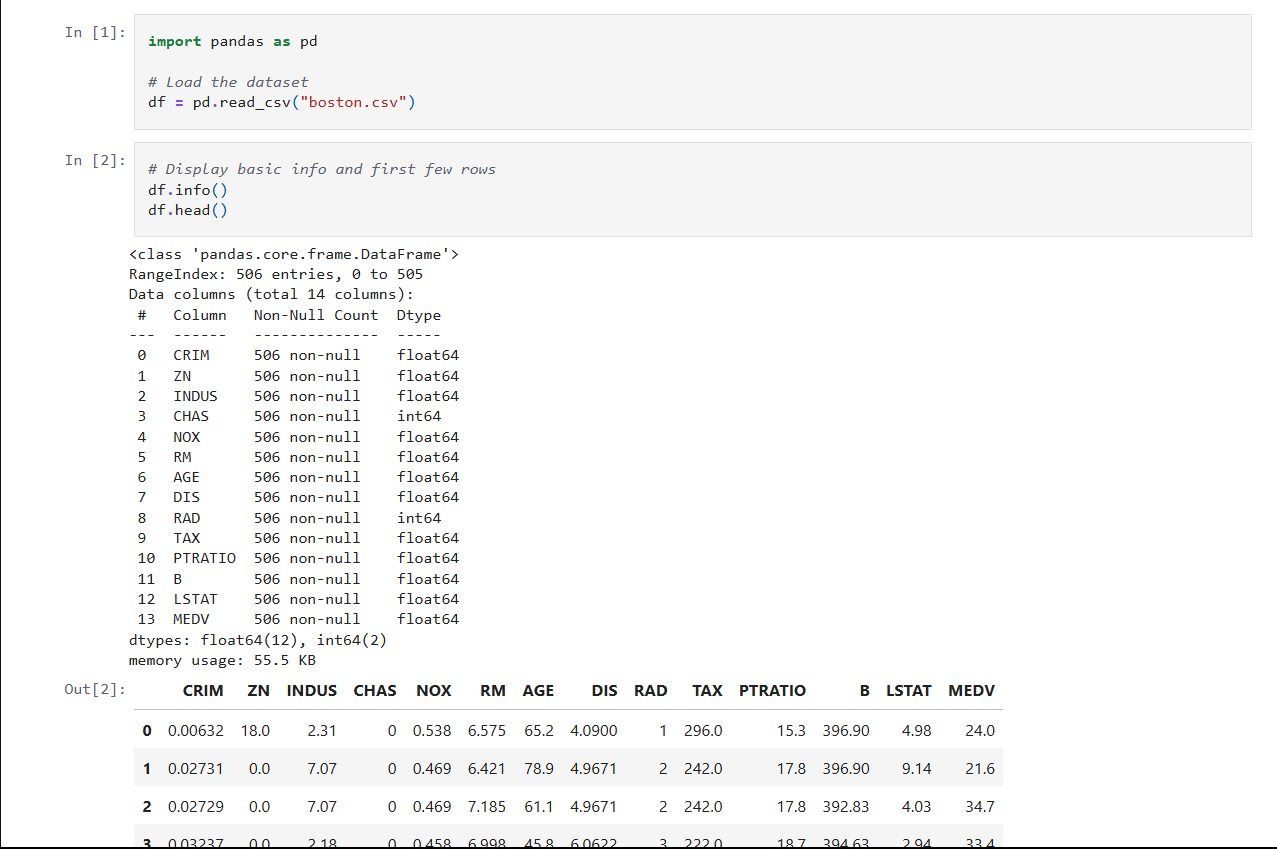 In [1]:
import pandas as pd
# Load the dataset
df = pd.read_csv("boston.csv")
In [2]:
# Display basic info and first few rows
df.info()
df.head()
<class 'pandas.core.frame.DataFrame'>
RangeIndex: 506 entries, 0 to 505
Data columns (total 14 columns):
#   Column   Non-Null Count  Dtype
---  ------   --------------  -----
0   CRIM     506 non-null    float64
1   ZN       506 non-null    float64
2   INDUS    506 non-null    float64
3   CHAS     506 non-null    int64
4   NOX      506 non-null    float64
5   RM       506 non-null    float64
6   AGE      506 non-null    float64
7   DIS      506 non-null    float64
8   RAD      506 non-null    int64
9   TAX      506 non-null    float64
10  PTRATIO  506 non-null    float64
11  B        506 non-null    float64
12  LSTAT    506 non-null    float64
13  MEDV     506 non-null    float64
dtypes: float64(12), int64(2)
memory usage: 55.5 KB
Out[2]:
CRIM ZN INDUS CHAS NOX RM AGE DIS RAD TAX PTRATIO B LSTAT MEDV
0 0.00632 18.0 2.31 0 0.538 6.575 65.2 4.0900 1 296.0 15.3 396.90 4.98 24.0
1 0.02731 0.0 7.07 0 0.469 6.421 78.9 4.9671 2 242.0 17.8 396.90 9.14 21.6
2 0.02729 0.0 7.07 0 0.469 7.185 61.1 4.9671 2 242.0 17.8 392.83 4.03 34.7
3 0.03237 0.0 2.18 0 0.458 6.998 45.8 6.0622 3 222.0 18.7 394.63 2.94 33.4